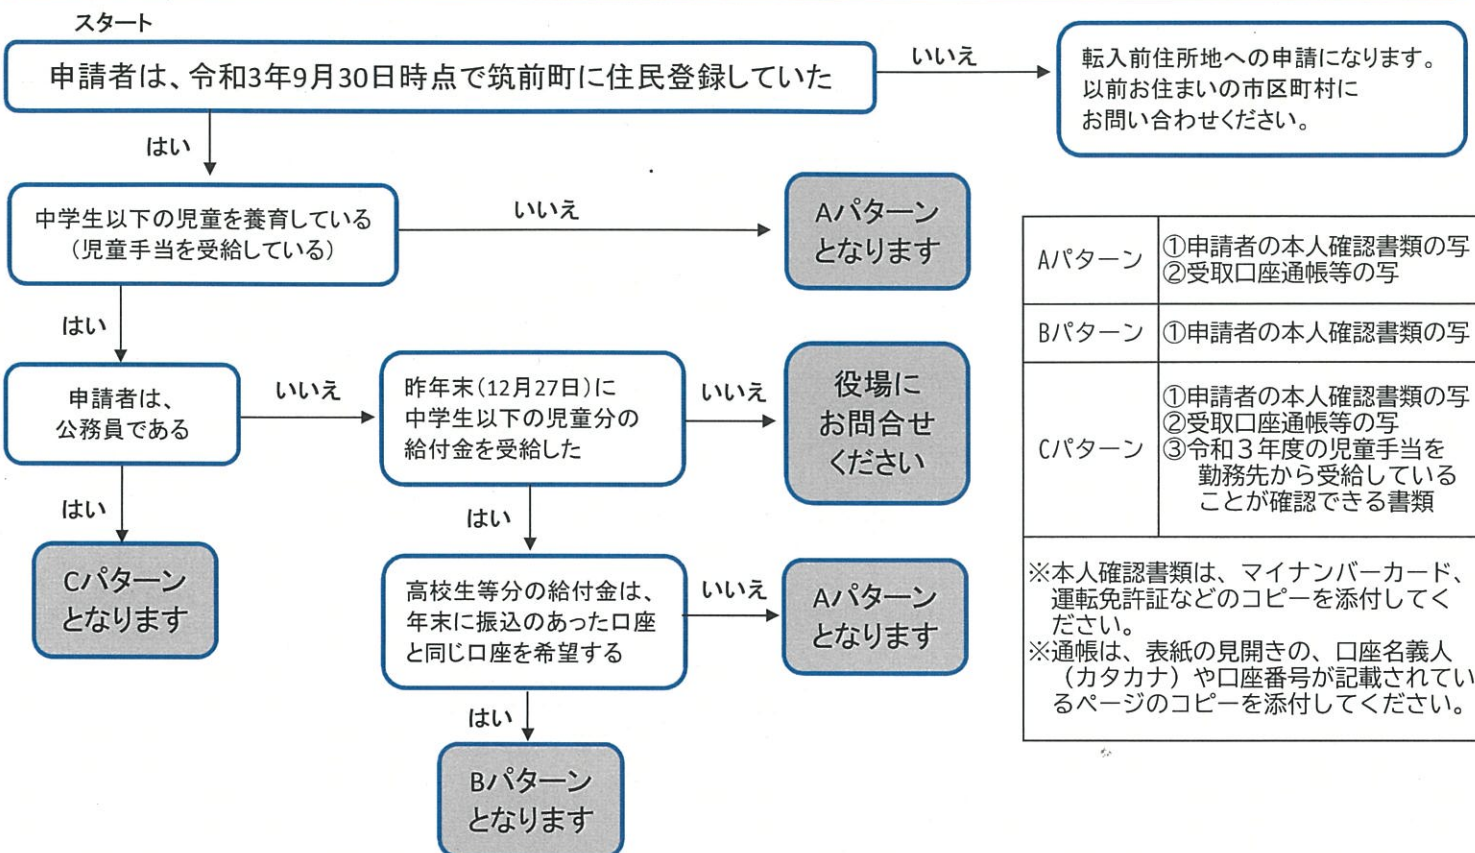 スタート
申請者は、令和3年9月30日時点で筑前町に住民登録していた
いいえ
転入前住所地への申請になります。
以前お住まいの市区町村に
お問い合わせください。
はい
中学生以下の児童を養育している
（児童手当を受給している）
いいえ
Aパターン
となります
はい
申請者は、
公務員である
いいえ
昨年末（12月27日）に
中学生以下の児童分の
給付金を受給した
いいえ
役場に
お問合せ
ください
はい
Cパターン
となります
はい
高校生等分の給付金は、
年末に振込のあった口座
と同じ口座を希望する
いいえ
Aパターン
となります
はい
Bパターン
となります
Aパターン
①申請者の本人確認書類の写
②受取口座通帳等の写
Bパターン
①申請者の本人確認書類の写
Cパターン
①申請者の本人確認書類の写
②受取口座通帳等の写
③令和３年度の児童手当を
勤務先から受給している
ことが確認できる書類
※本人確認書類は、マイナンバーカード、
運転免許証などのコピーを添付してく
ださい。
※通帳は、表紙の見開きの、口座名義人
（カタカナ）や口座番号が記載されてい
るページのコピーを添付してください。